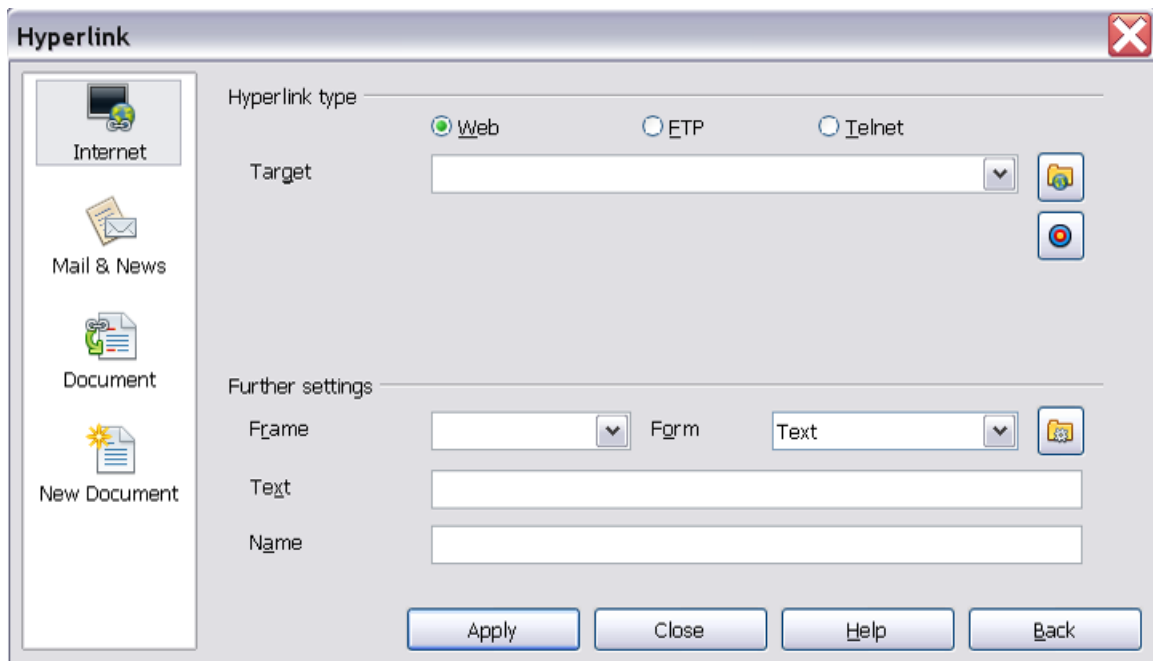 Hyperlink
Internet
Mail & News
Document
New Document
Hyperlink type
Web FTP Telnet
Target
Further settings
Frame Form Text
Text
Name
Apply Close Help Back